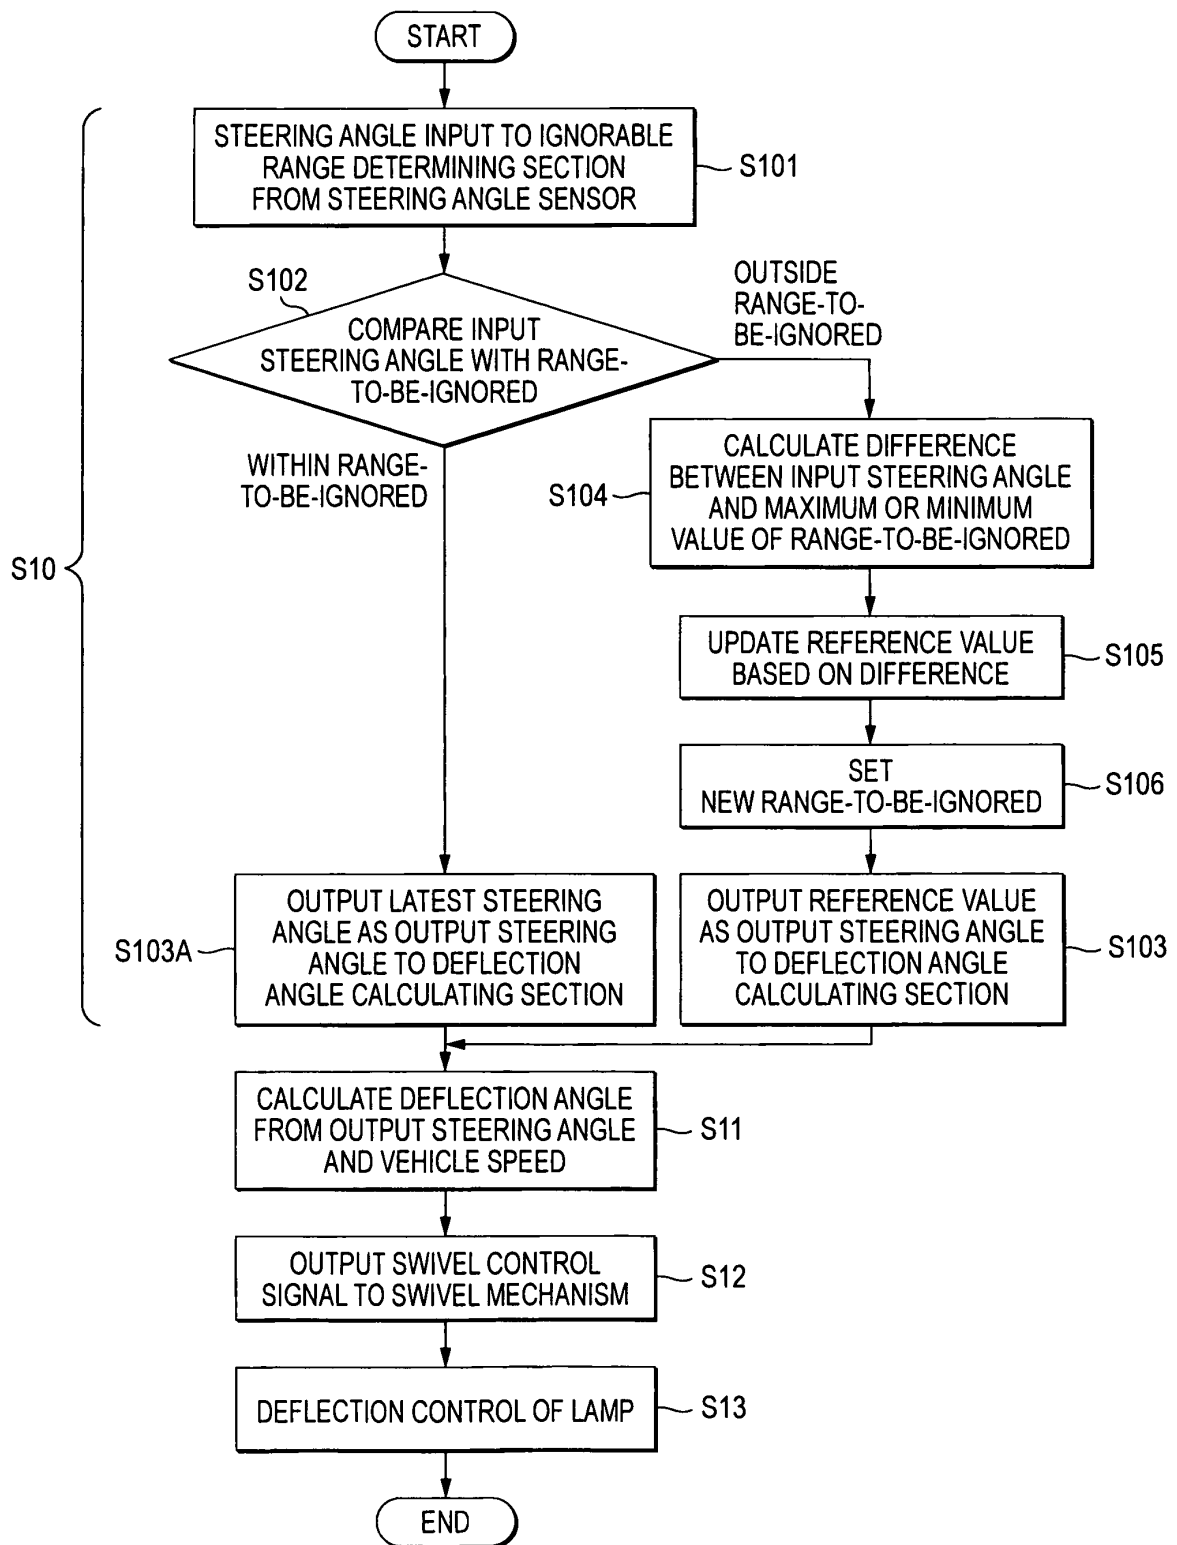 START
STEERING ANGLE INPUT TO IGNORABLE
RANGE DETERMINING SECTION
FROM STEERING ANGLE SENSOR
S101
S102
COMPARE INPUT
STEERING ANGLE WITH RANGE-
TO-BE-IGNORED
OUTSIDE
RANGE-TO-
BE-IGNORED
WITHIN RANGE-
TO-BE-IGNORED
CALCULATE DIFFERENCE
BETWEEN INPUT STEERING ANGLE
AND MAXIMUM OR MINIMUM
VALUE OF RANGE-TO-BE-IGNORED
S104
S10
UPDATE REFERENCE VALUE
BASED ON DIFFERENCE
S105
SET
NEW RANGE-TO-BE-IGNORED
S106
OUTPUT LATEST STEERING
ANGLE AS OUTPUT STEERING
ANGLE TO DEFLECTION
ANGLE CALCULATING SECTION
S103A
OUTPUT REFERENCE VALUE
AS OUTPUT STEERING ANGLE
TO DEFLECTION ANGLE
CALCULATING SECTION
S103
CALCULATE DEFLECTION ANGLE
FROM OUTPUT STEERING ANGLE
AND VEHICLE SPEED
S11
OUTPUT SWIVEL CONTROL
SIGNAL TO SWIVEL MECHANISM
S12
DEFLECTION CONTROL OF LAMP
S13
END